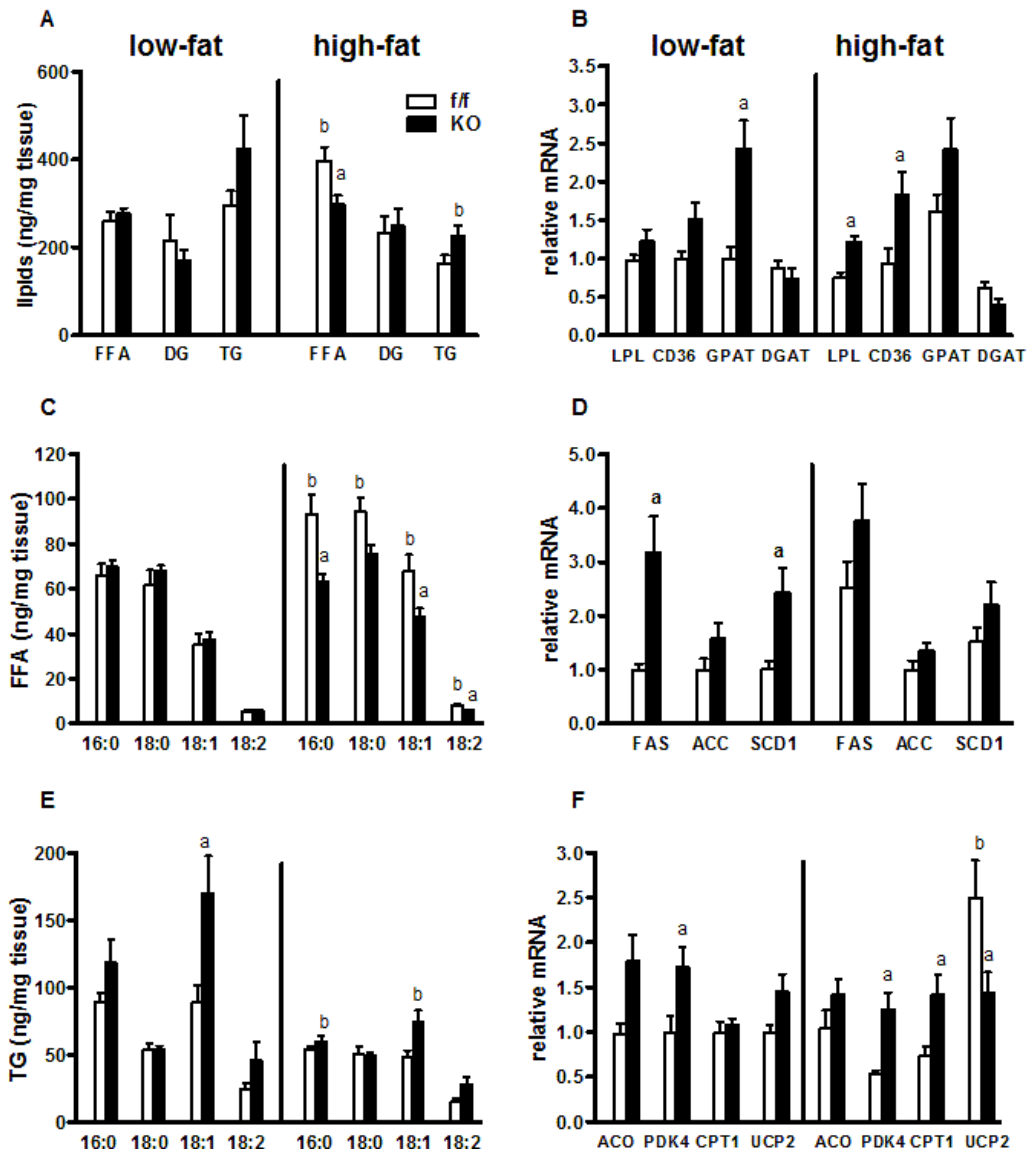 A
low-fat high-fat
lipids (ng/mg tissue)
600
400
200
0
f/f
KO
b
a
b
FFA DG TG FFA DG TG
B
low-fat high-fat
relative mRNA
3.5
3.0
2.5
2.0
1.5
1.0
0.5
0.0
a
a
a
LPL CD36 GPAT DGAT LPL CD36 GPAT DGAT
C
FFA (ng/mg tissue)
120
100
80
60
40
20
0
b b
a
b
a
b
a
16:0 18:0 18:1 18:2 16:0 18:0 18:1 18:2
D
relative mRNA
5.0
4.0
3.0
2.0
1.0
0.0
a
a
FAS ACC SCD1 FAS ACC SCD1
E
TG (ng/mg tissue)
200
150
100
50
0
a
b
b
16:0 18:0 18:1 18:2 16:0 18:0 18:1 18:2
F
relative mRNA
3.0
2.5
2.0
1.5
1.0
0.5
0.0
a
a
a
b
a
ACO PDK4 CPT1 UCP2 ACO PDK4 CPT1 UCP2